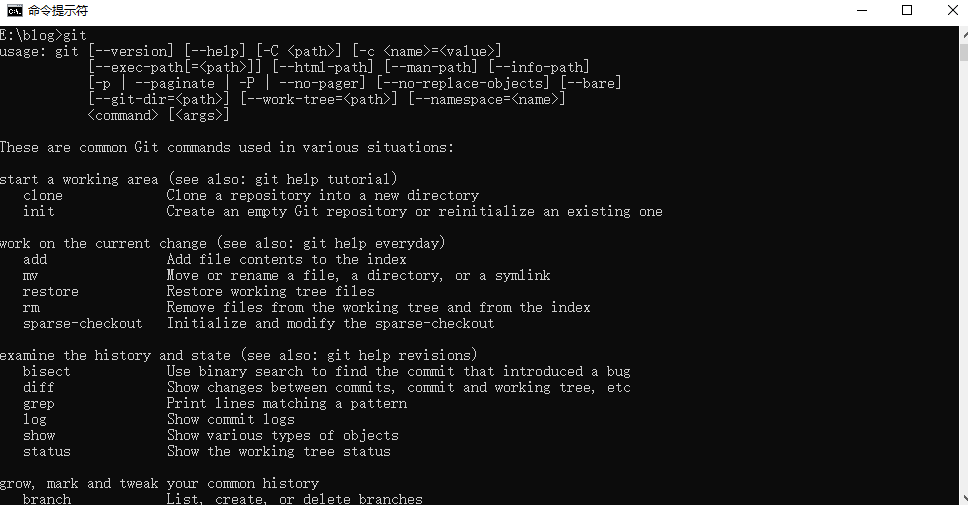 命令提示符
E:\blog>git
usage: git [--version] [--help] [-C <path>] [-c <name>=<value>]
           [--exec-path[=<path>]] [--html-path] [--man-path] [--info-path]
           [-p | --paginate | -P | --no-pager] [--no-replace-objects] [--bare]
           [--git-dir=<path>] [--work-tree=<path>] [--namespace=<name>]
           <command> [<args>]

These are common Git commands used in various situations:

start a working area (see also: git help tutorial)
   clone             Clone a repository into a new directory
   init              Create an empty Git repository or reinitialize an existing one

work on the current change (see also: git help everyday)
   add               Add file contents to the index
   mv                Move or rename a file, a directory, or a symlink
   restore           Restore working tree files
   rm                Remove files from the working tree and from the index
   sparse-checkout   Initialize and modify the sparse-checkout

examine the history and state (see also: git help revisions)
   bisect            Use binary search to find the commit that introduced a bug
   diff              Show changes between commits, commit and working tree, etc
   grep              Print lines matching a pattern
   log               Show commit logs
   show              Show various types of objects
   status            Show the working tree status

grow, mark and tweak your common history
   branch            List, create, or delete branches